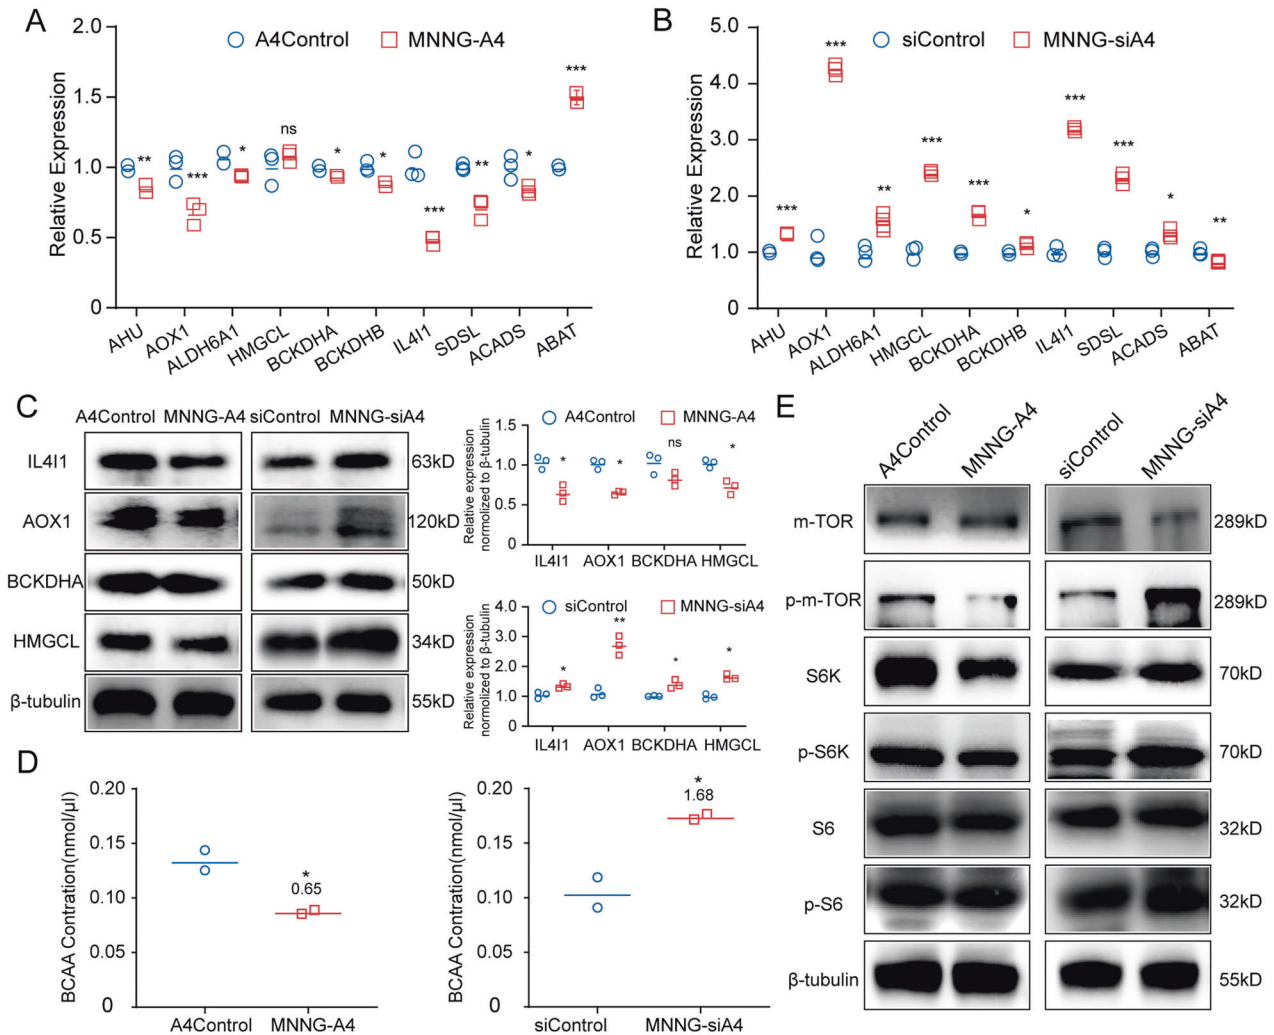 A
A4Control MNNG-A4
Relative Expression
2.0
1.5
1.0
0.5
0
** *** * ns * * *** ** * ***
AHU AOX1 ALDH6A1 HMGCL BCKDHA BCKDHB IL4I1 SDSL ACADS ABAT
B
siControl MNNG-siA4
Relative Expression
5.0
4.0
3.0
2.0
1.0
0
*** *** ** *** *** * *** *** * **
AHU AOX1 ALDH6A1 HMGCL BCKDHA BCKDHB IL4I1 SDSL ACADS ABAT
C
A4Control MNNG-A4 siControl MNNG-siA4
IL4I1 63kD
AOX1 120kD
BCKDHA 50kD
HMGCL 34kD
β-tubulin 55kD
A4Control MNNG-A4
Relative expression
normolized to β-tubulin
1.5
1.0
0.5
0
* * ns *
IL4I1 AOX1 BCKDHA HMGCL
siControl MNNG-siA4
Relative expression
normolized to β-tubulin
4.0
3.0
2.0
1.0
0
* ** * *
IL4I1 AOX1 BCKDHA HMGCL
D
BCAA Contration(nmol/μl)
0.20
0.15
0.10
0.05
0
*
0.65
A4Control MNNG-A4
BCAA Contration(nmol/μl)
0.20
0.15
0.10
0.05
0
*
1.68
siControl MNNG-siA4
E
A4Control MNNG-A4 siControl MNNG-siA4
m-TOR 289kD
p-m-TOR 289kD
S6K 70kD
p-S6K 70kD
S6 32kD
p-S6 32kD
β-tubulin 55kD